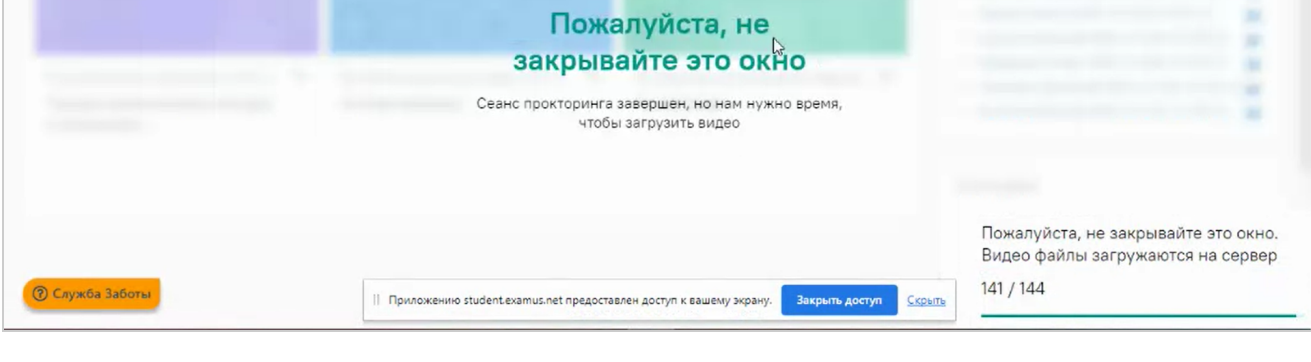 Пожалуйста, не
закрывайте это окно
Сеанс прокторинга завершен, но нам нужно время,
чтобы загрузить видео
Пожалуйста, не закрывайте это окно.
Видео файлы загружаются на сервер
141 / 144
Служба Заботы
Приложению student.examus.net предоставлен доступ к вашему экрану. Закрыть доступ Скрыть